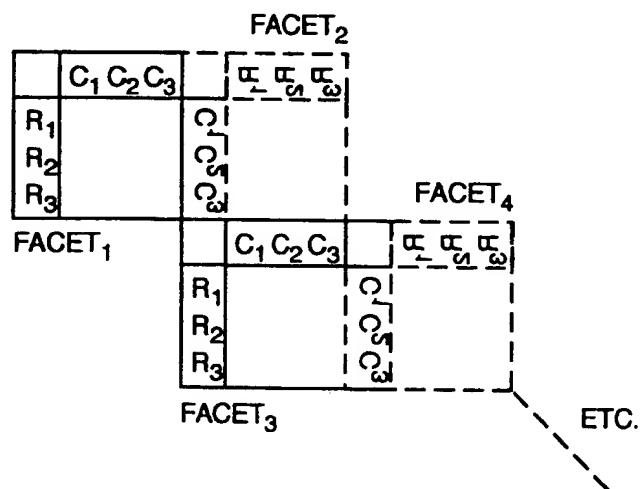 FACET₂
C₁ C₂ C₃ R₁ R₂ R₃
R₁ C₁
R₂ C₂
R₃ C₃
FACET₁
FACET₄
C₁ C₂ C₃ R₁ R₂ R₃
R₁ C₁
R₂ C₂
R₃ C₃
FACET₃
ETC.